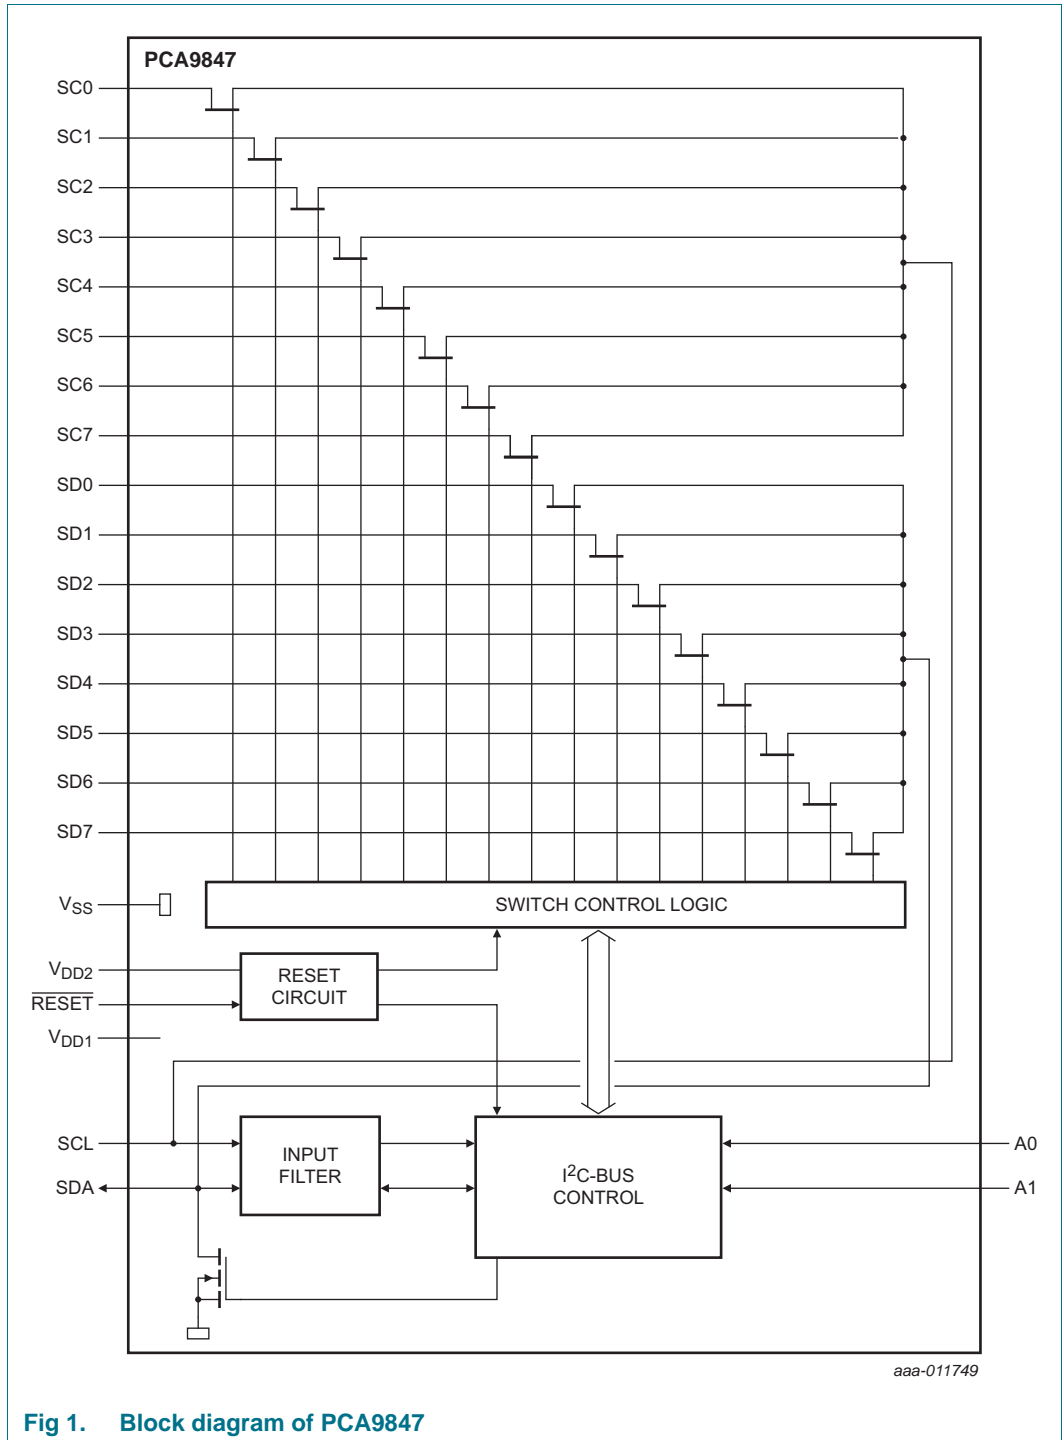 PCA9847
SC0
SC1
SC2
SC3
SC4
SC5
SC6
SC7
SD0
SD1
SD2
SD3
SD4
SD5
SD6
SD7
VSS
SWITCH CONTROL LOGIC
VDD2
RESET
CIRCUIT
RESET
VDD1
SCL
INPUT
FILTER
I2C-BUS
CONTROL
A0
SDA
A1
aaa-011749
Fig 1. Block diagram of PCA9847